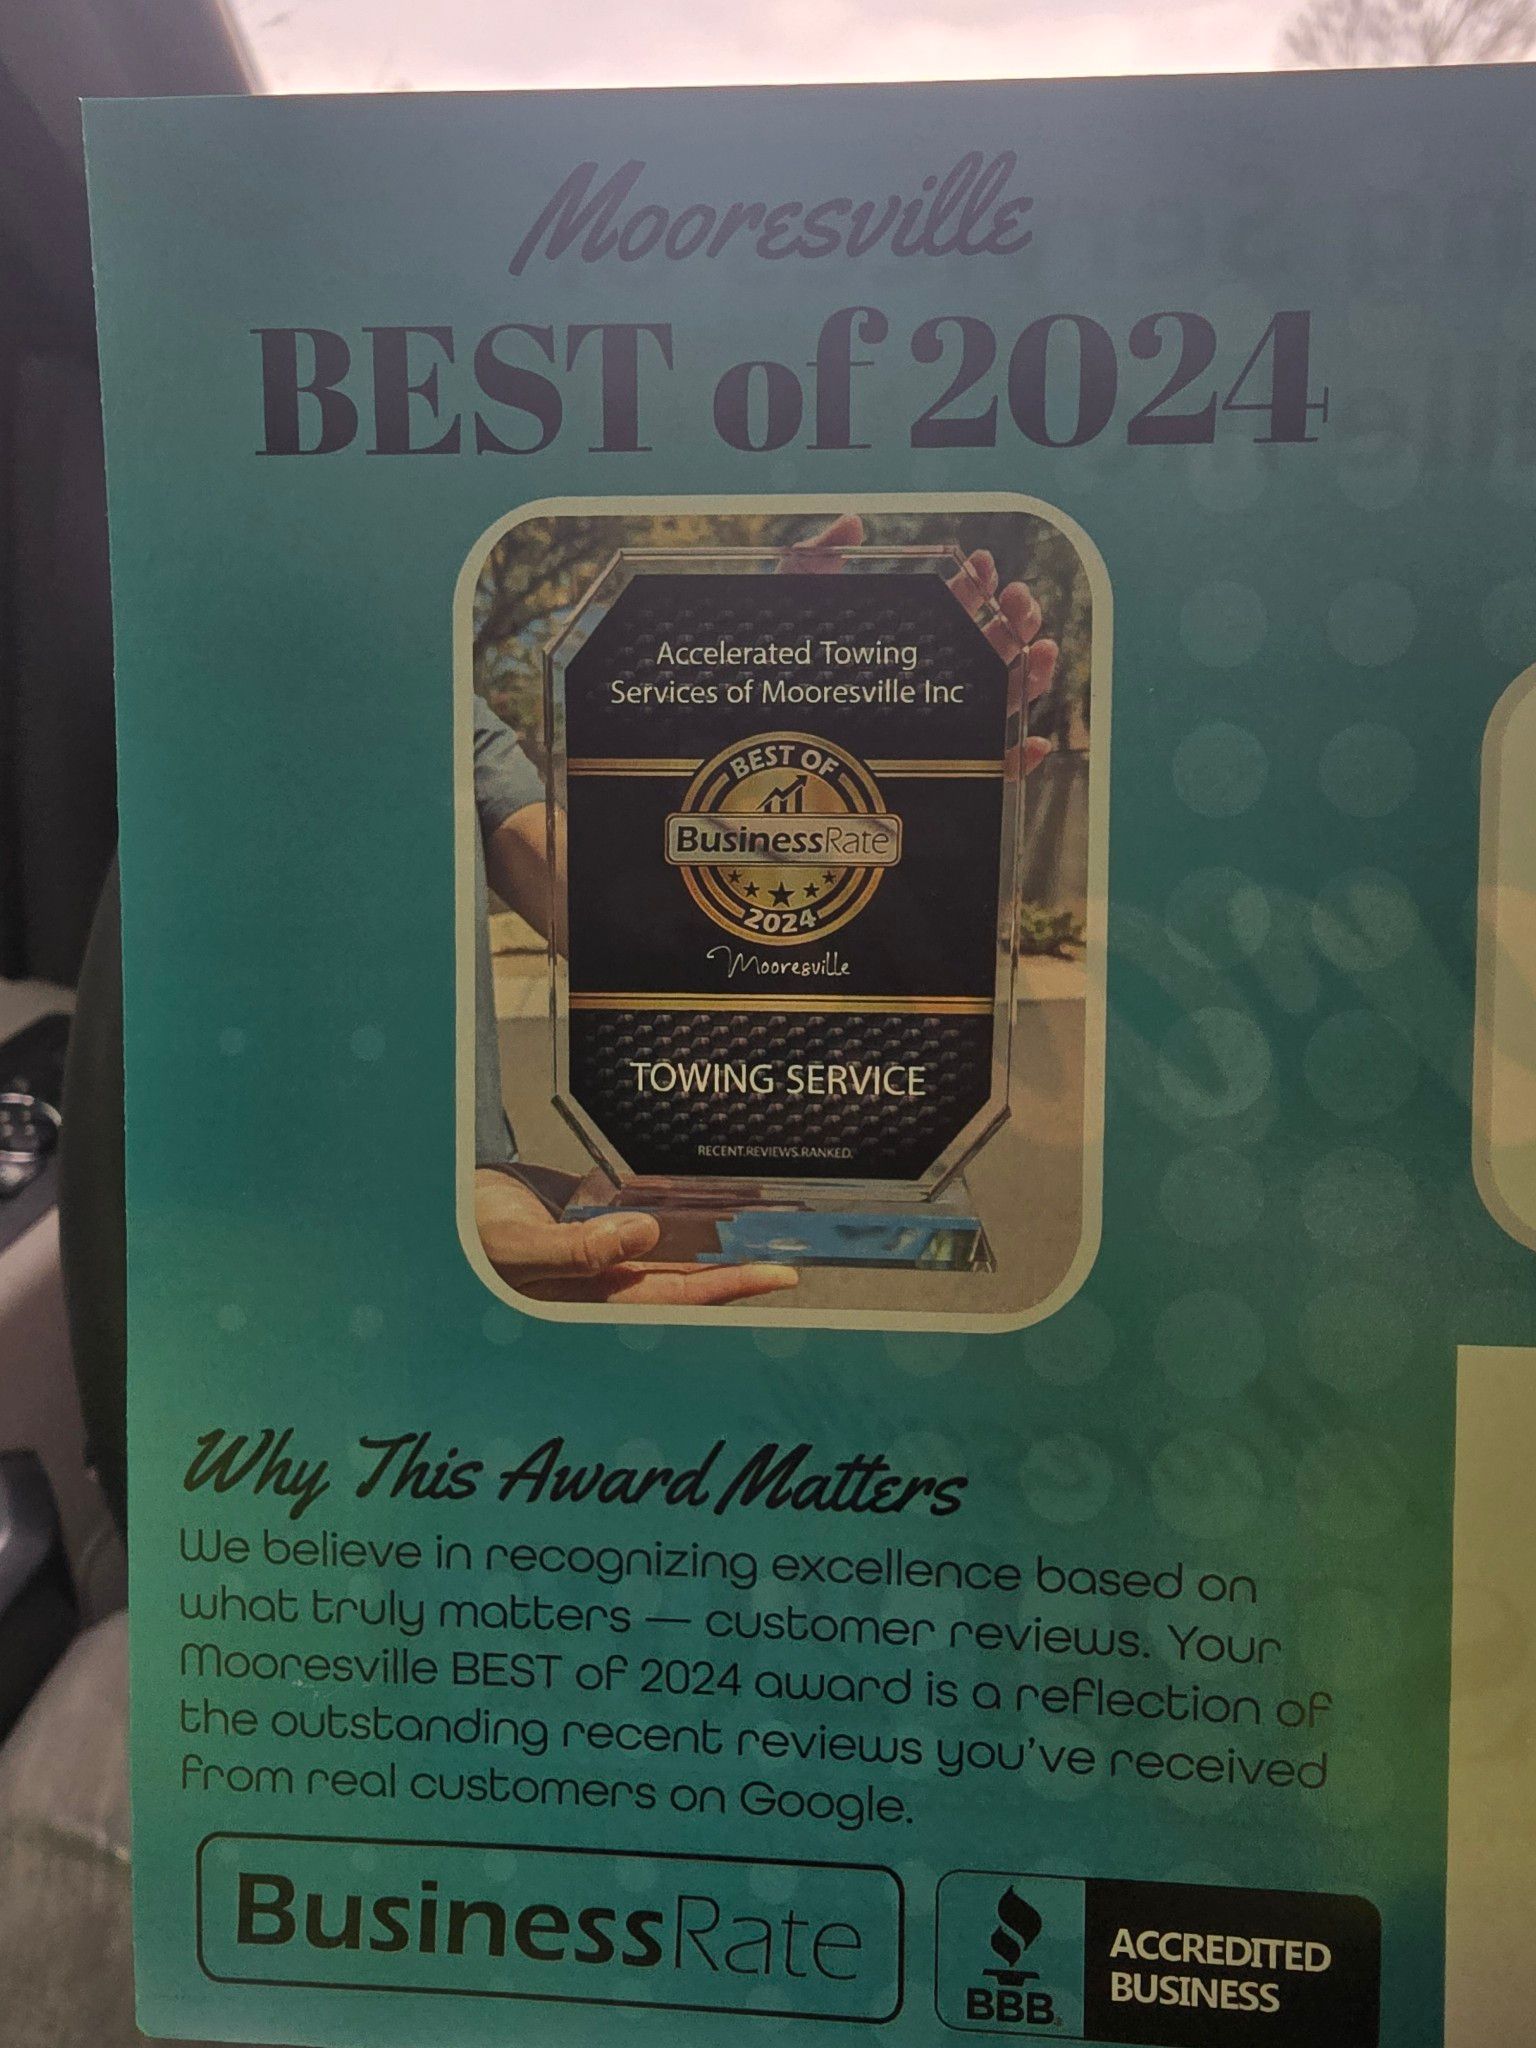 Mooresville
BEST of 2024
Accelerated Towing
Services of Mooresville Inc
BEST OF
BusinessRate
2024
Mooresville
TOWING SERVICE
RECENT.REVIEWS.RANKED.
Why This Award Matters
We believe in recognizing excellence based on
what truly matters — customer reviews. Your
Mooresville BEST of 2024 award is a reflection of
the outstanding recent reviews you've received
from real customers on Google.
BusinessRate
BBB.
ACCREDITED
BUSINESS